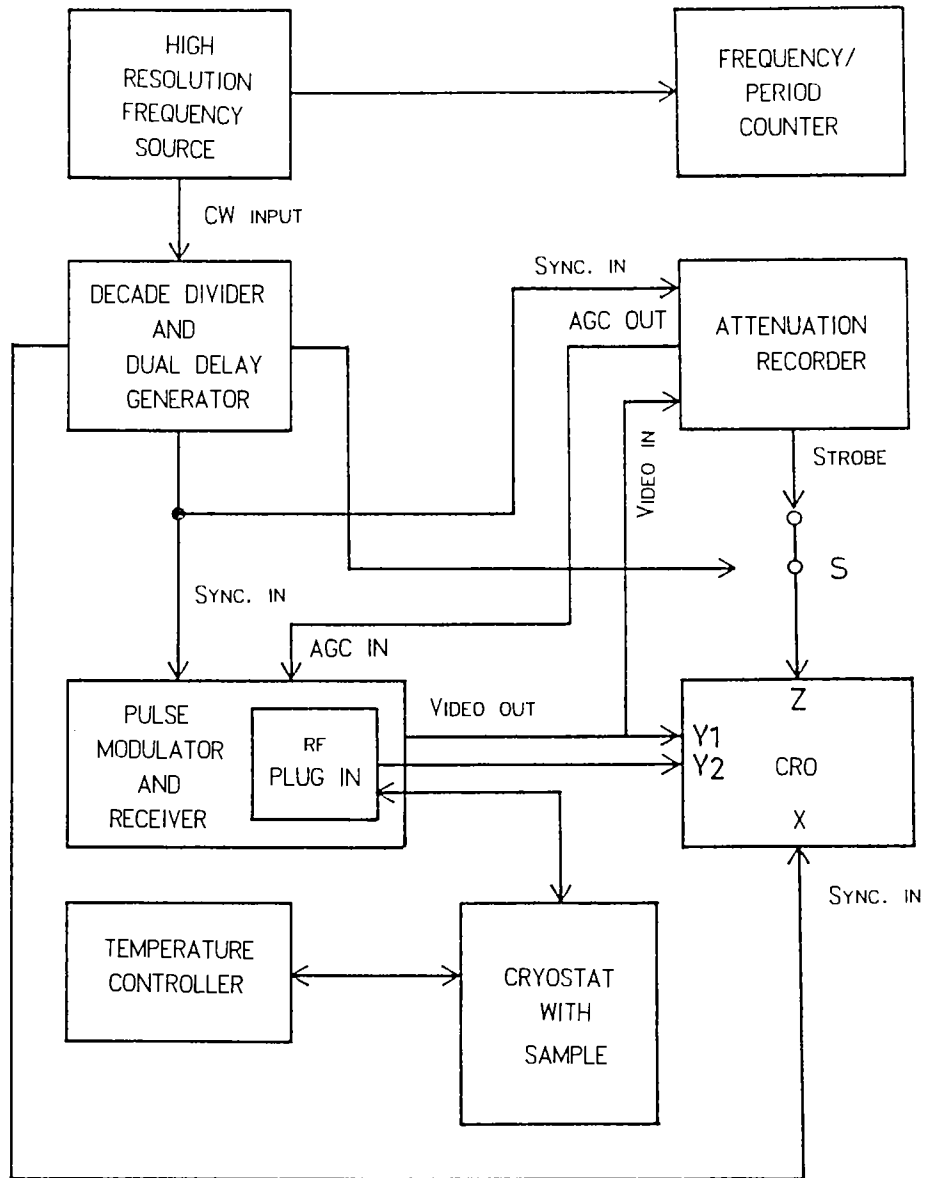 HIGH
RESOLUTION
FREQUENCY
SOURCE
FREQUENCY/
PERIOD
COUNTER
CW INPUT
DECADE DIVIDER
AND
DUAL DELAY
GENERATOR
SYNC. IN
AGC OUT
ATTENUATION
RECORDER
VIDEO IN
STROBE
S
SYNC. IN
AGC IN
PULSE
MODULATOR
AND
RECEIVER
RF
PLUG IN
VIDEO OUT
Z
Y1
Y2
CRO
X
SYNC. IN
TEMPERATURE
CONTROLLER
CRYOSTAT
WITH
SAMPLE